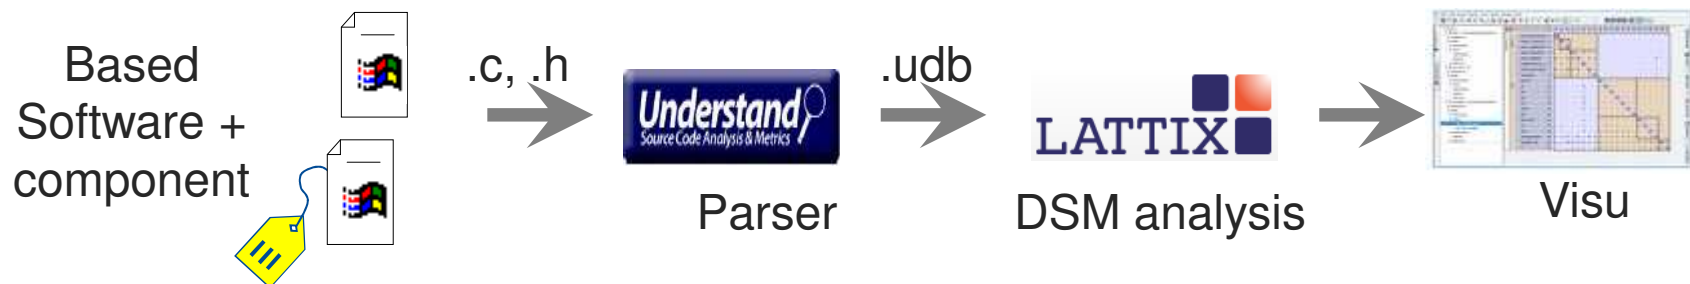 Based
Software +
component
.c, .h
Understand
Source Code Analysis & Metrics
Parser
.udb
LATTIX
DSM analysis
Visu